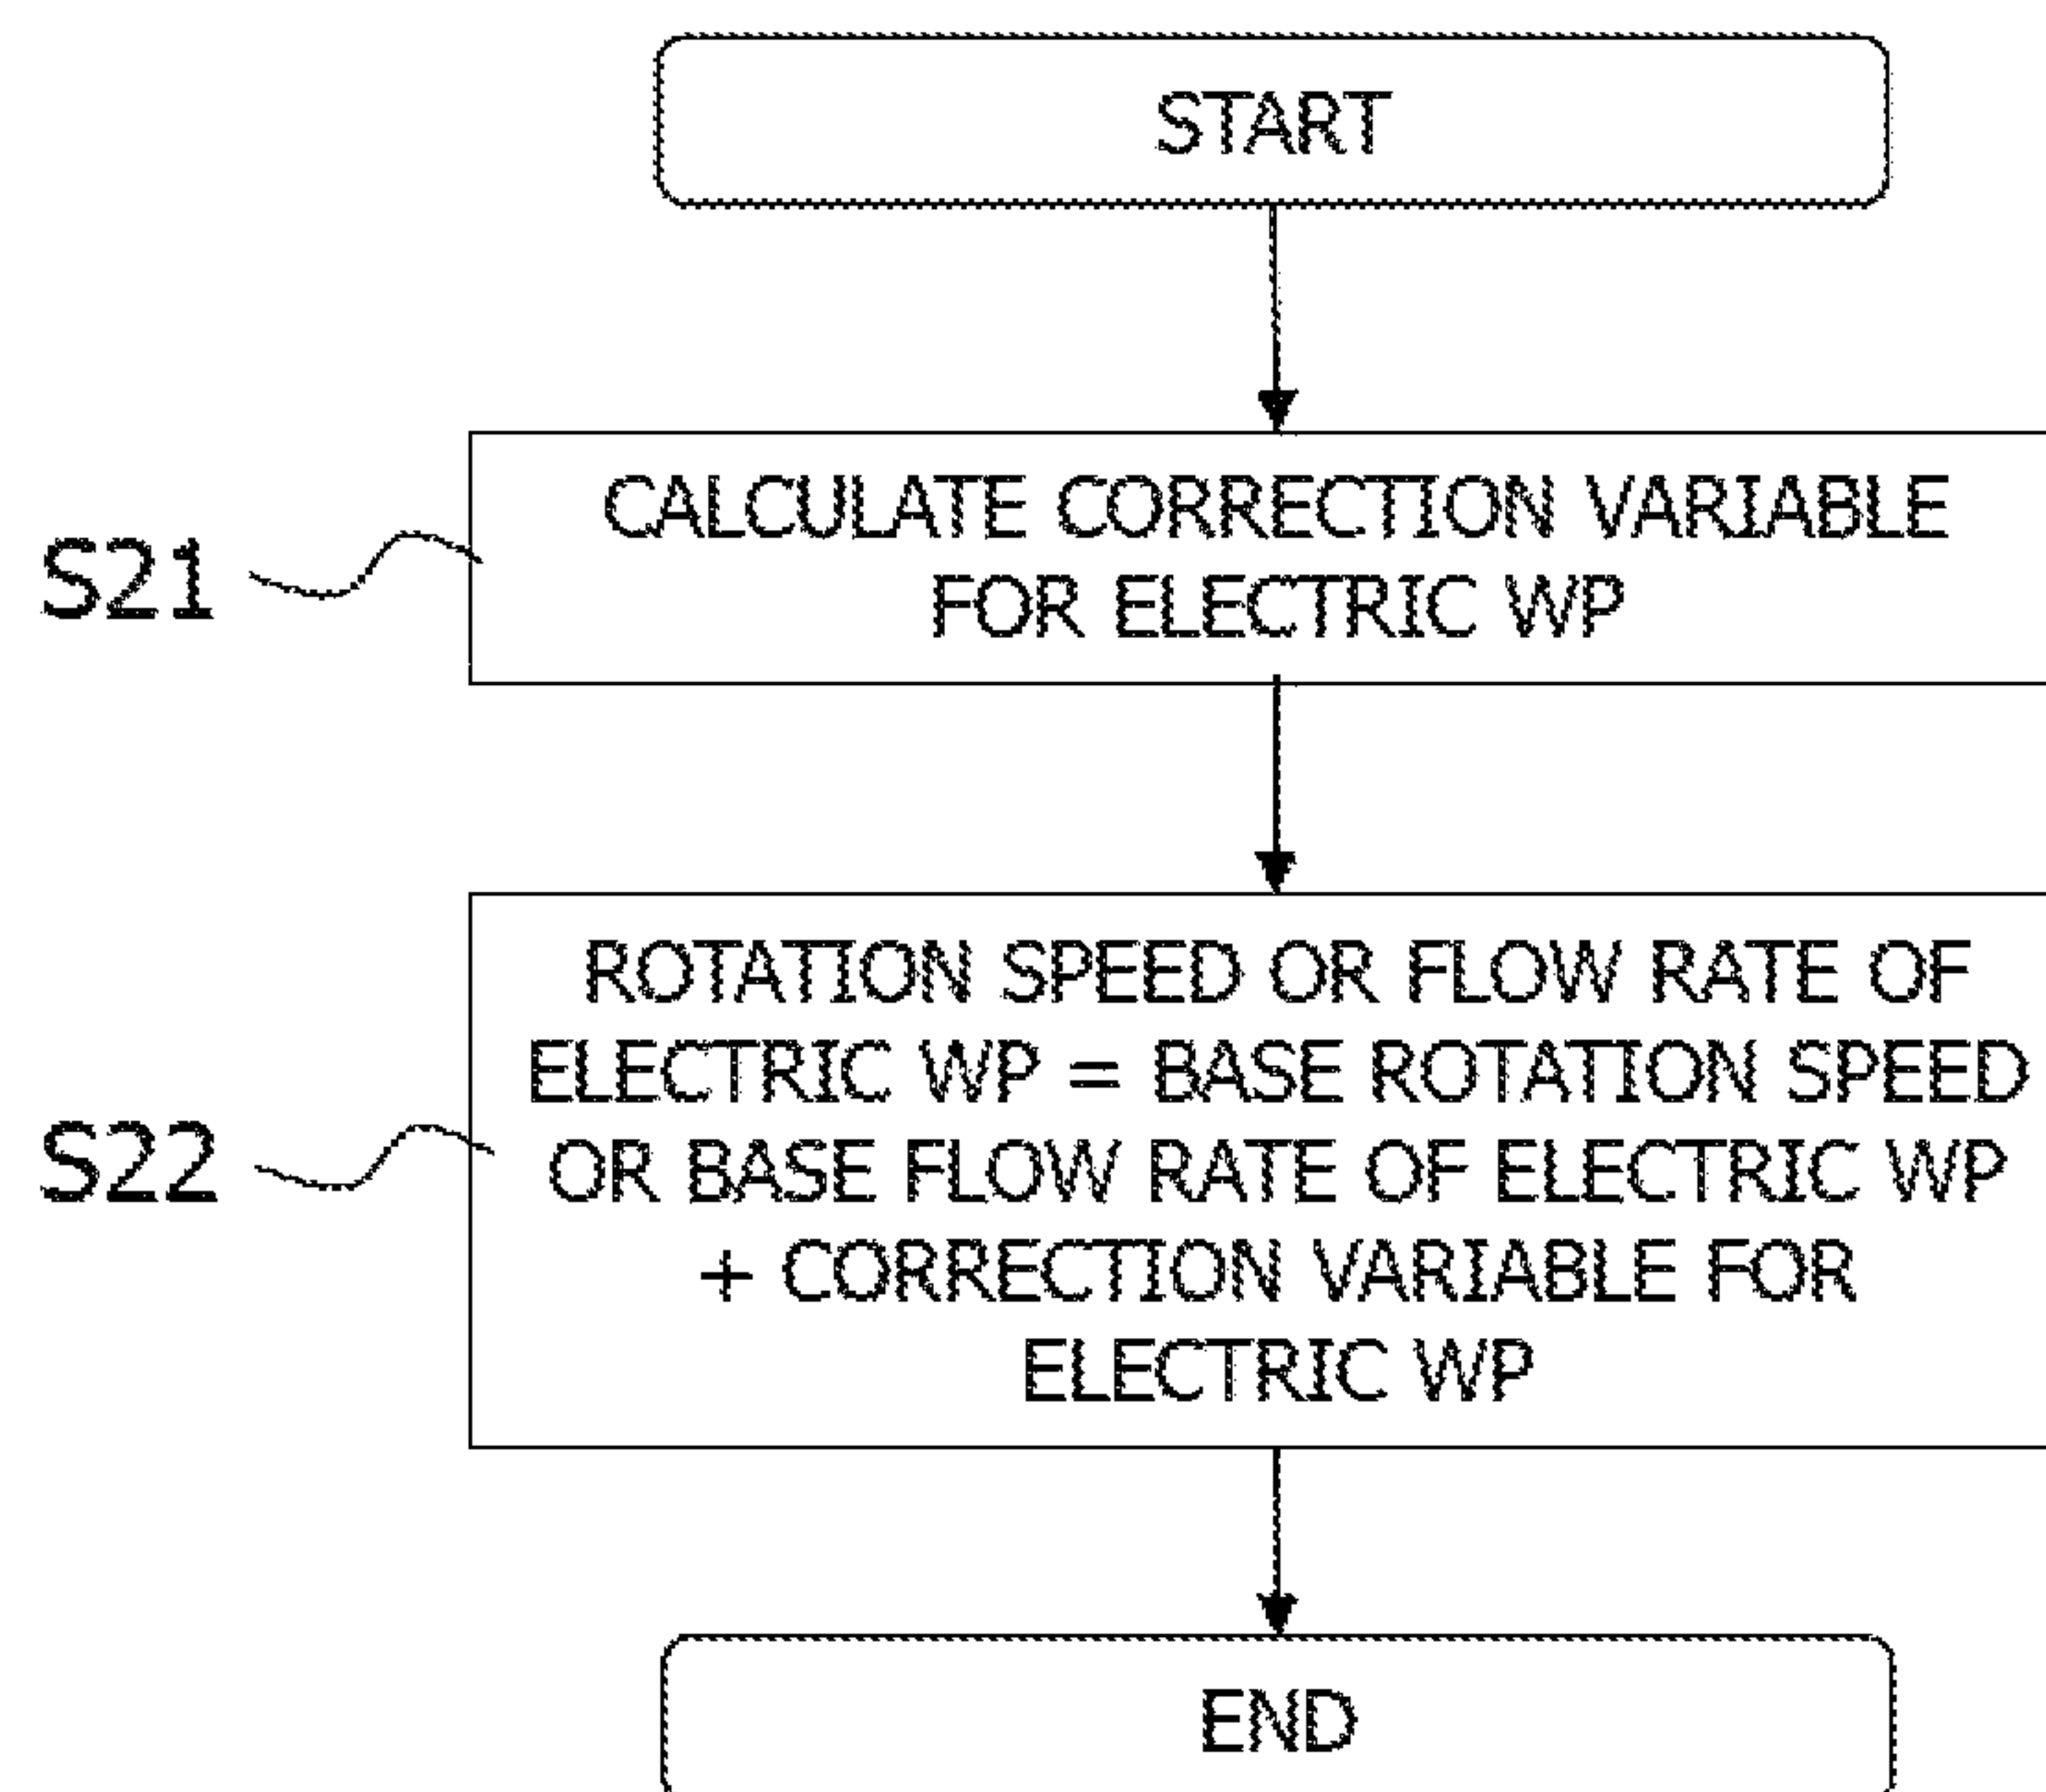 START
S21
CALCULATE CORRECTION VARIABLE
FOR ELECTRIC WP
S22
ROTATION SPEED OR FLOW RATE OF
ELECTRIC WP = BASE ROTATION SPEED
OR BASE FLOW RATE OF ELECTRIC WP
+ CORRECTION VARIABLE FOR
ELECTRIC WP
END